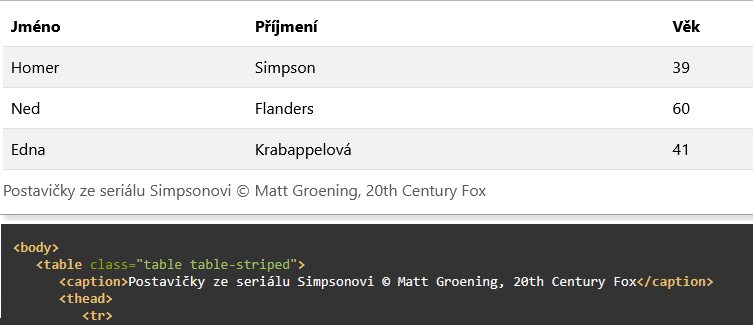 Jméno Příjmení Věk
Homer Simpson 39
Ned Flanders 60
Edna Krabappelová 41
Postavičky ze seriálu Simpsonovi © Matt Groening, 20th Century Fox
<body>
<table class="table table-striped">
<caption>Postavičky ze seriálu Simpsonovi © Matt Groening, 20th Century Fox</caption>
<thead>
<tr>